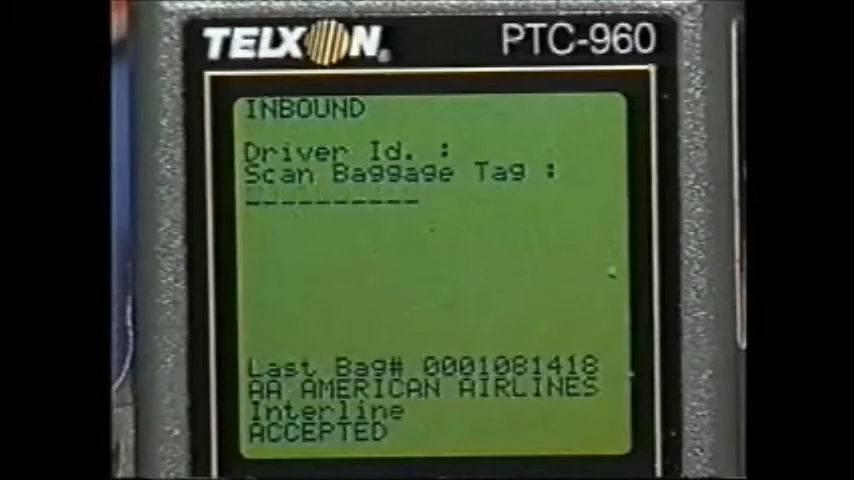 TELXON®
PTC-960
INBOUND
Driver Id. :
Scan Baggage Tag :
----------
Last Bag# 0001081418
AA AMERICAN AIRLINES
Interline
ACCEPTED